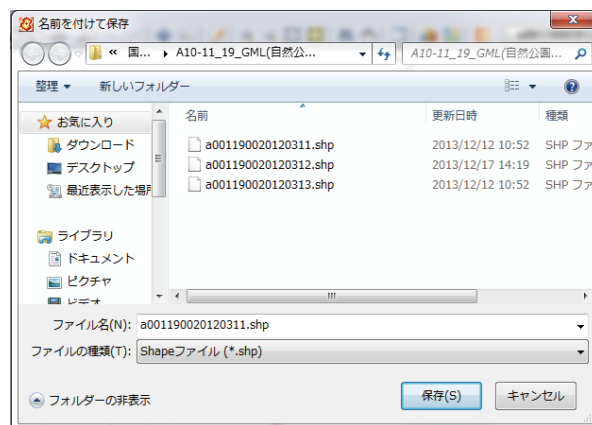 名前を付けて保存
« 国... ▸ A10-11_19_GML(自然公... A10-11_19_GML(自然公園...
整理 新しいフォルダー
お気に入り
ダウンロード
デスクトップ
最近表示した場所
ライブラリ
ドキュメント
ピクチャ
ビデオ
名前 更新日時 種類
a001190020120311.shp 2013/12/12 10:52 SHP ファ
a001190020120312.shp 2013/12/17 14:19 SHP ファ
a001190020120313.shp 2013/12/12 10:52 SHP ファ
ファイル名(N): a001190020120311.shp
ファイルの種類(T): Shapeファイル (*.shp)
フォルダーの非表示 保存(S) キャンセル